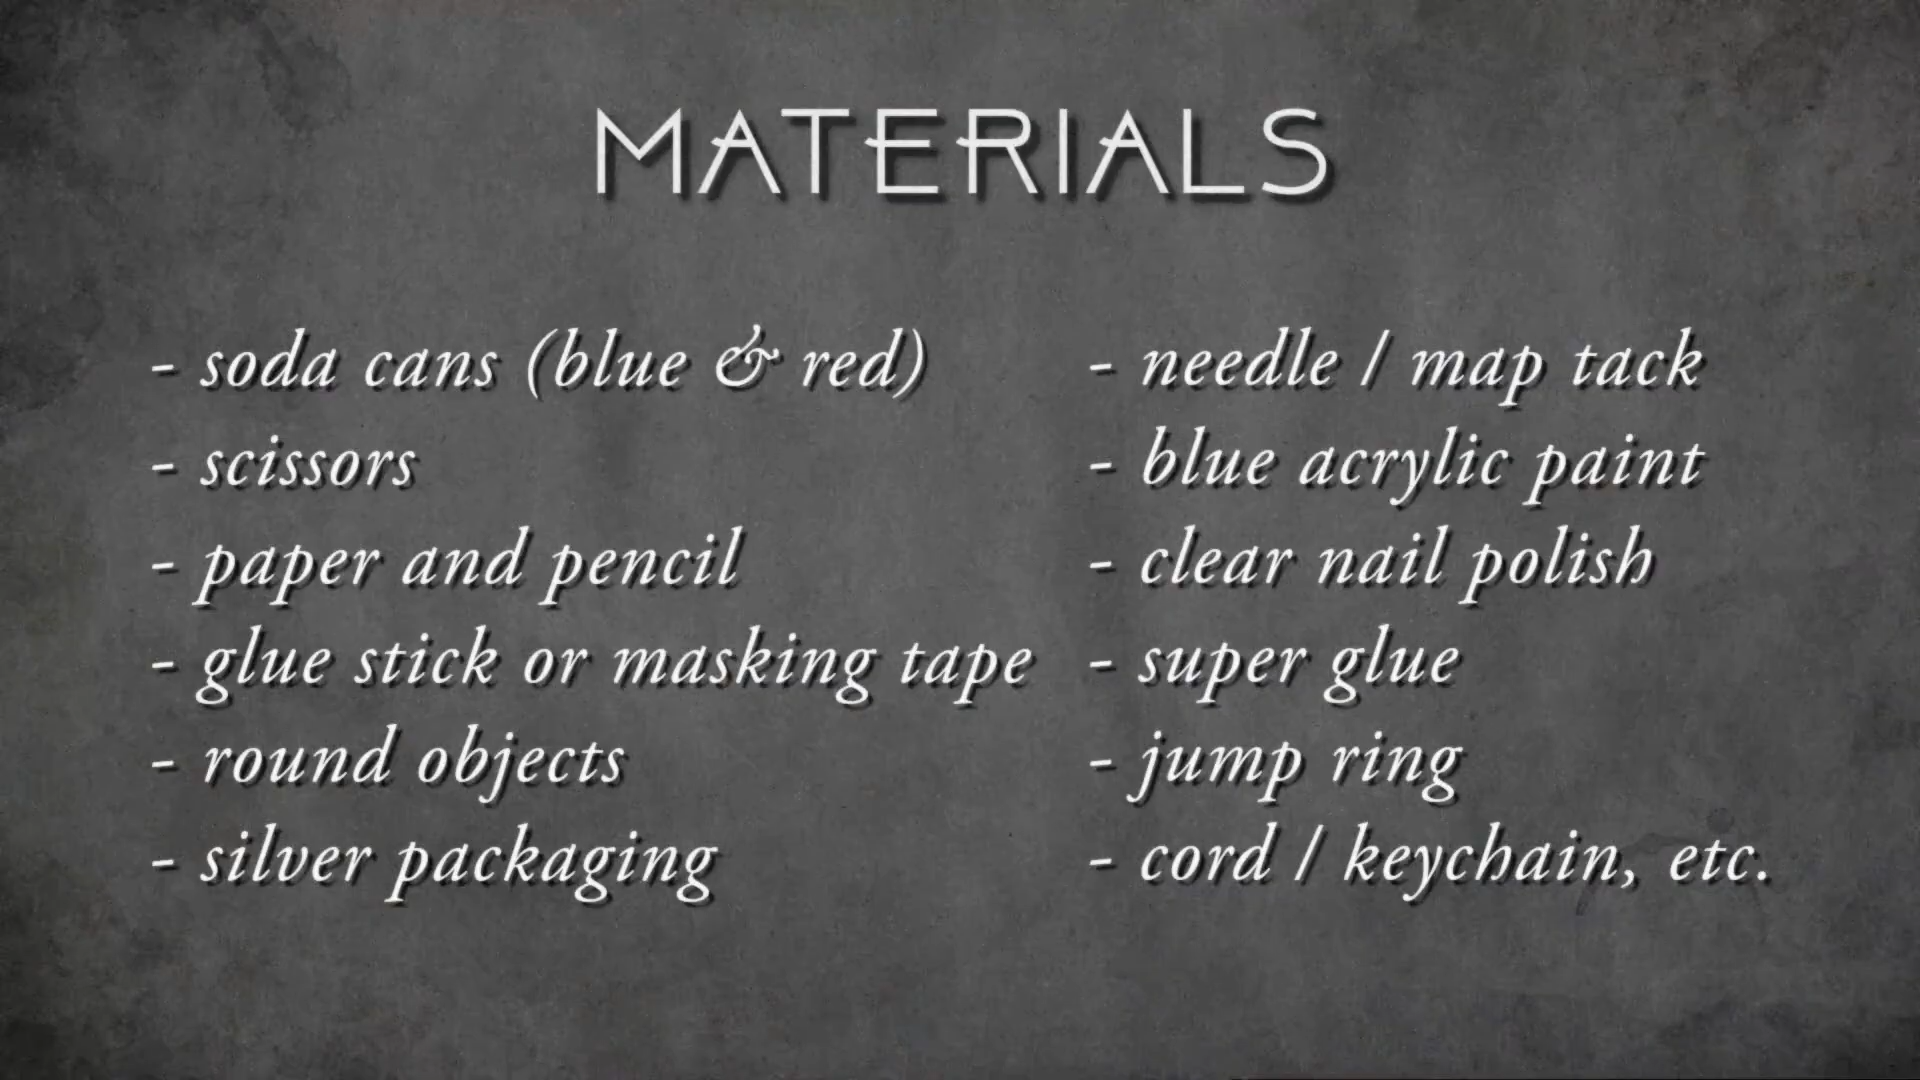 MATERIALS
- soda cans (blue & red)
- scissors
- paper and pencil
- glue stick or masking tape
- round objects
- silver packaging
- needle / map tack
- blue acrylic paint
- clear nail polish
- super glue
- jump ring
- cord / keychain, etc.